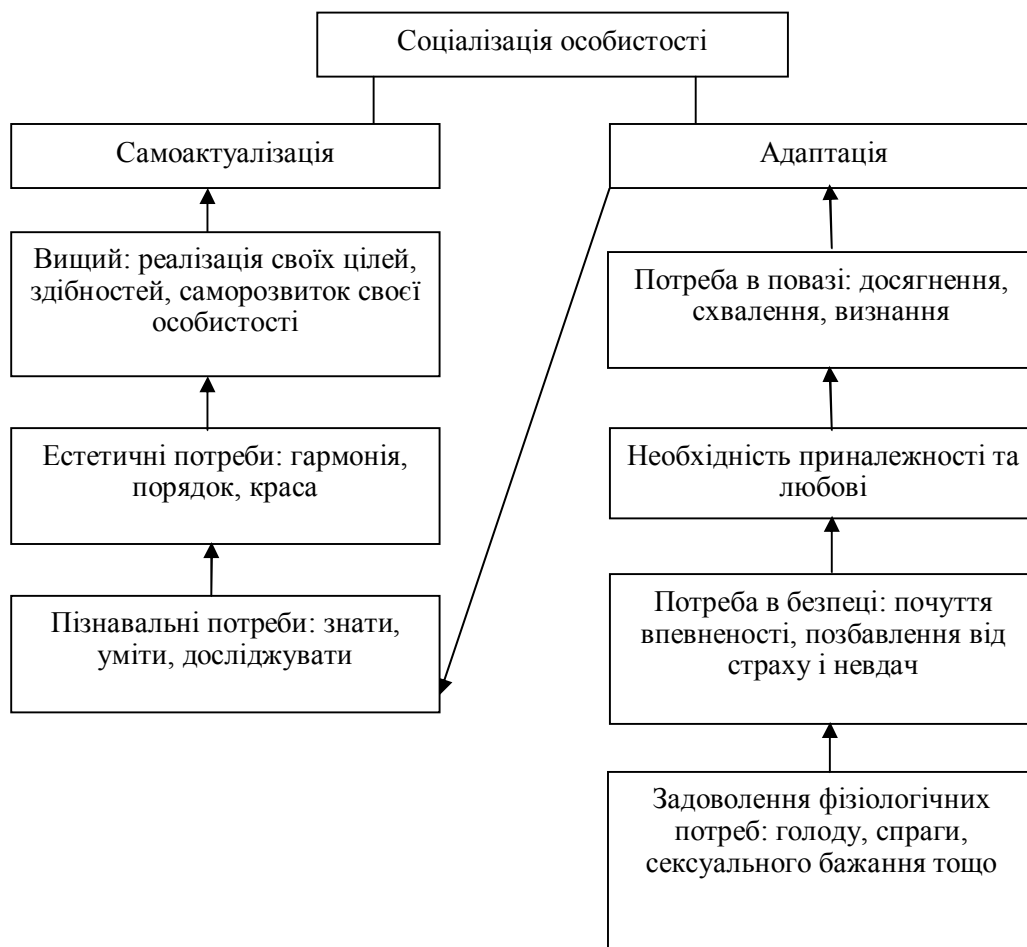 Соціалізація особистості
Самоактуалізація
Адаптація
Вищий: реалізація своїх цілей,
здібностей, саморозвиток своєї
особистості
Потреба в повазі: досягнення,
схвалення, визнання
Естетичні потреби: гармонія,
порядок, краса
Необхідність приналежності та
любові
Пізнавальні потреби: знати,
уміти, досліджувати
Потреба в безпеці: почуття
впевненості, позбавлення від
страху і невдач
Задоволення фізіологічних
потреб: голоду, спраги,
сексуального бажання тощо